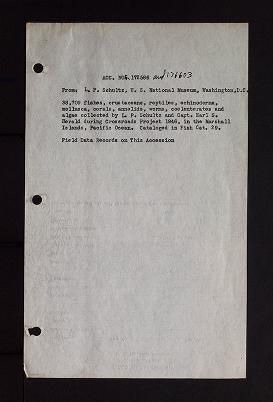 ACC. NOS. 171586 and 176603
From: L. P. Schultz, U. S. National Museum, Washington, D.C.
38,700 fishes, crustaceans, reptiles, echinoderms,
mollusca, corals, annelids, worms, coelenterates and
algae collected by L. P. Schultz and Capt. Earl S.
Herald during Crossroads Project 1946, in the Marshall
Islands, Pacific Ocean. Cataloged in Fish Cat. 29.
Field Data Records on This Accession